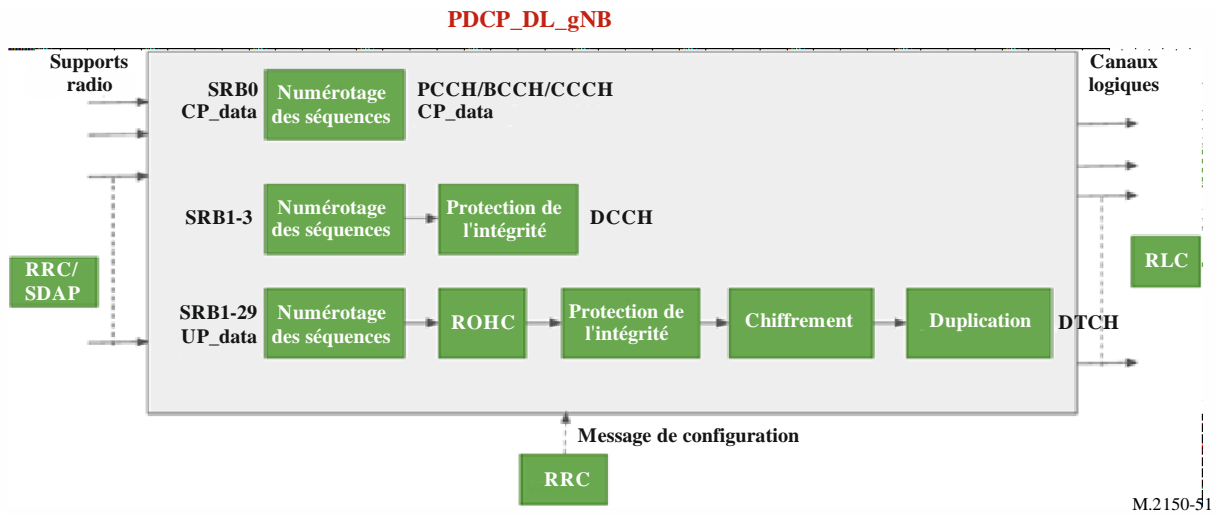 PDCP_DL_gNB
Supports
radio
Canaux
logiques
SRB0
CP_data
Numérotage
des séquences
PCCH/BCCH/CCCH
CP_data
SRB1-3
Numérotage
des séquences
Protection de
l'intégrité
DCCH
RRC/
SDAP
RLC
SRB1-29
UP_data
Numérotage
des séquences
ROHC
Protection de
l'intégrité
Chiffrement
Duplication
DTCH
Message de configuration
RRC
M.2150-51